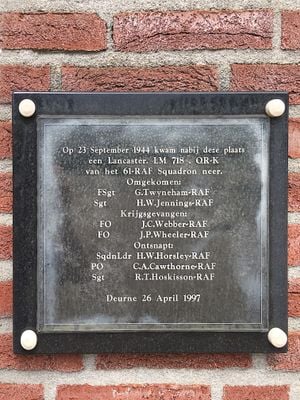 Op 23 September 1944 kwam nabij deze plaats
een Lancaster. LM 718 . QR-K
van het 61-RAF Squadron neer.
Omgekomen:
FSgt G.Twyneham-RAF
Sgt H.W.Jennings-RAF
Krijgsgevangen:
FO J.C.Webber-RAF
FO J.P.Wheeler-RAF
Ontsnapt:
SqdnLdr H.W.Horsley-RAF
PO C.A.Cawthorne-RAF
Sgt R.T.Hoskisson-RAF
Deurne 26 April 1997